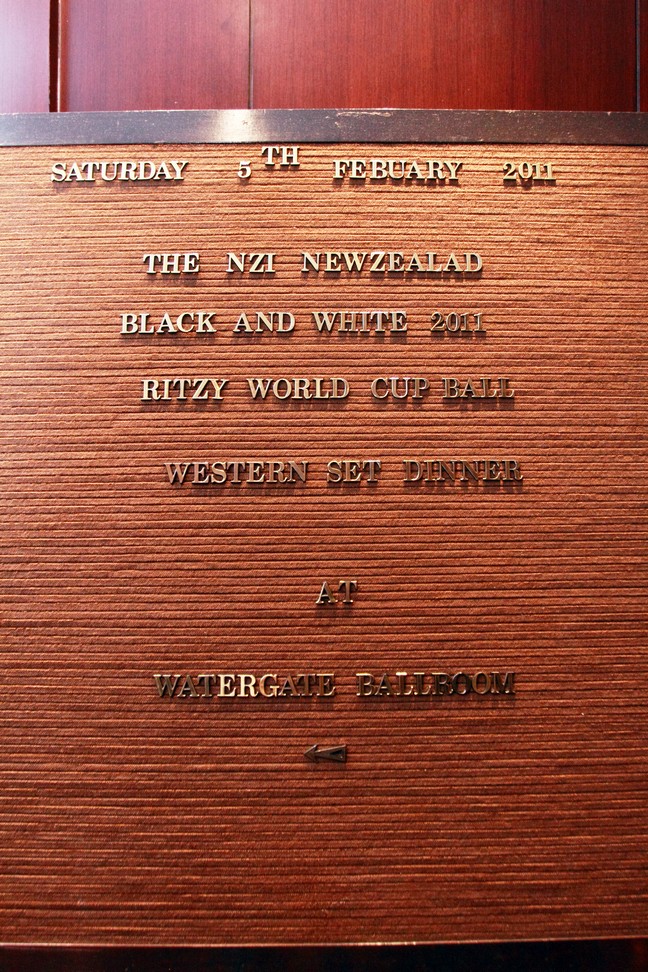 SATURDAY 5TH FEBUARY 2011
THE NZI NEWZEALAD
BLACK AND WHITE 2011
RITZY WORLD CUP BALL
WESTERN SET DINNER
AT
WATERGATE BALLROOM